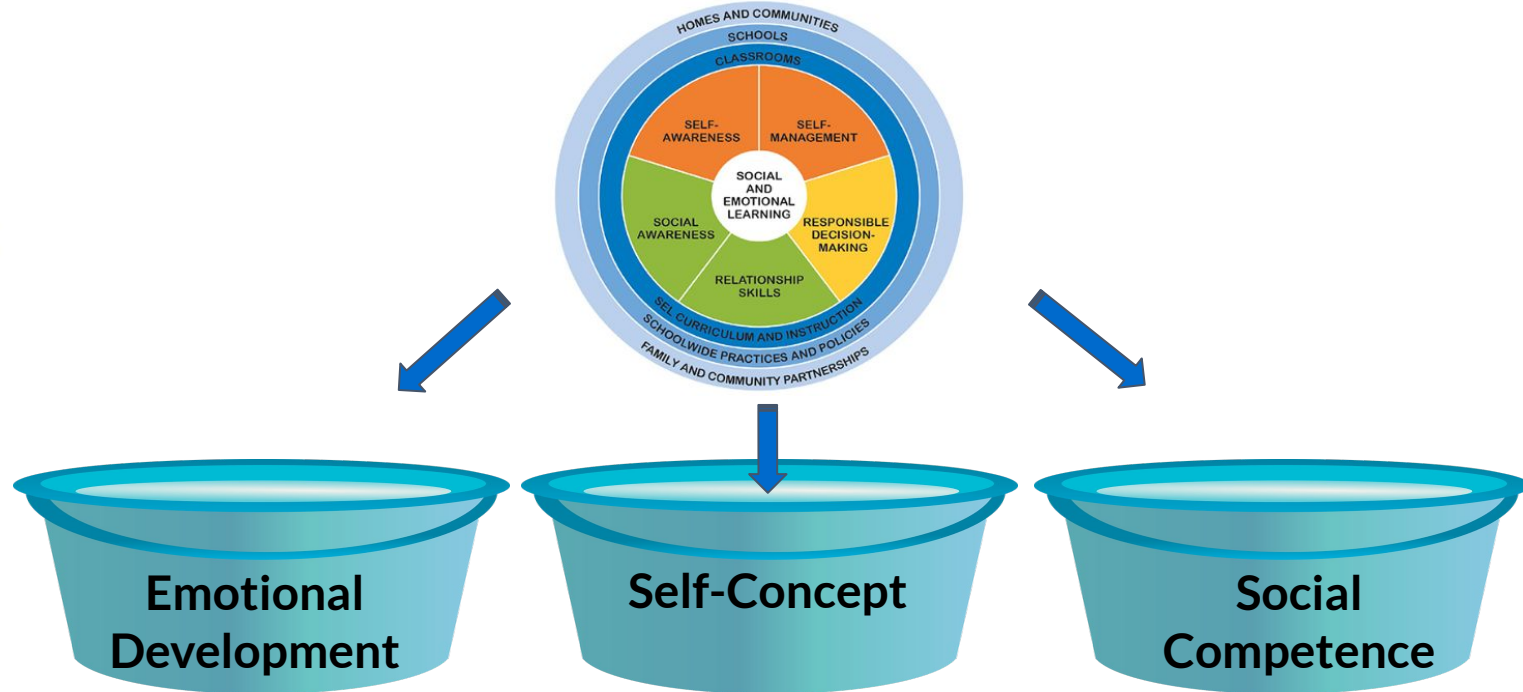 HOMES AND COMMUNITIES
SCHOOLS
CLASSROOMS
SELF-
AWARENESS
SELF-
MANAGEMENT
SOCIAL
AND
EMOTIONAL
LEARNING
SOCIAL
AWARENESS
RESPONSIBLE
DECISION-
MAKING
RELATIONSHIP
SKILLS
SEL CURRICULUM AND INSTRUCTION
SCHOOLWIDE PRACTICES AND POLICIES
FAMILY AND COMMUNITY PARTNERSHIPS
Emotional
Development
Self-Concept
Social
Competence